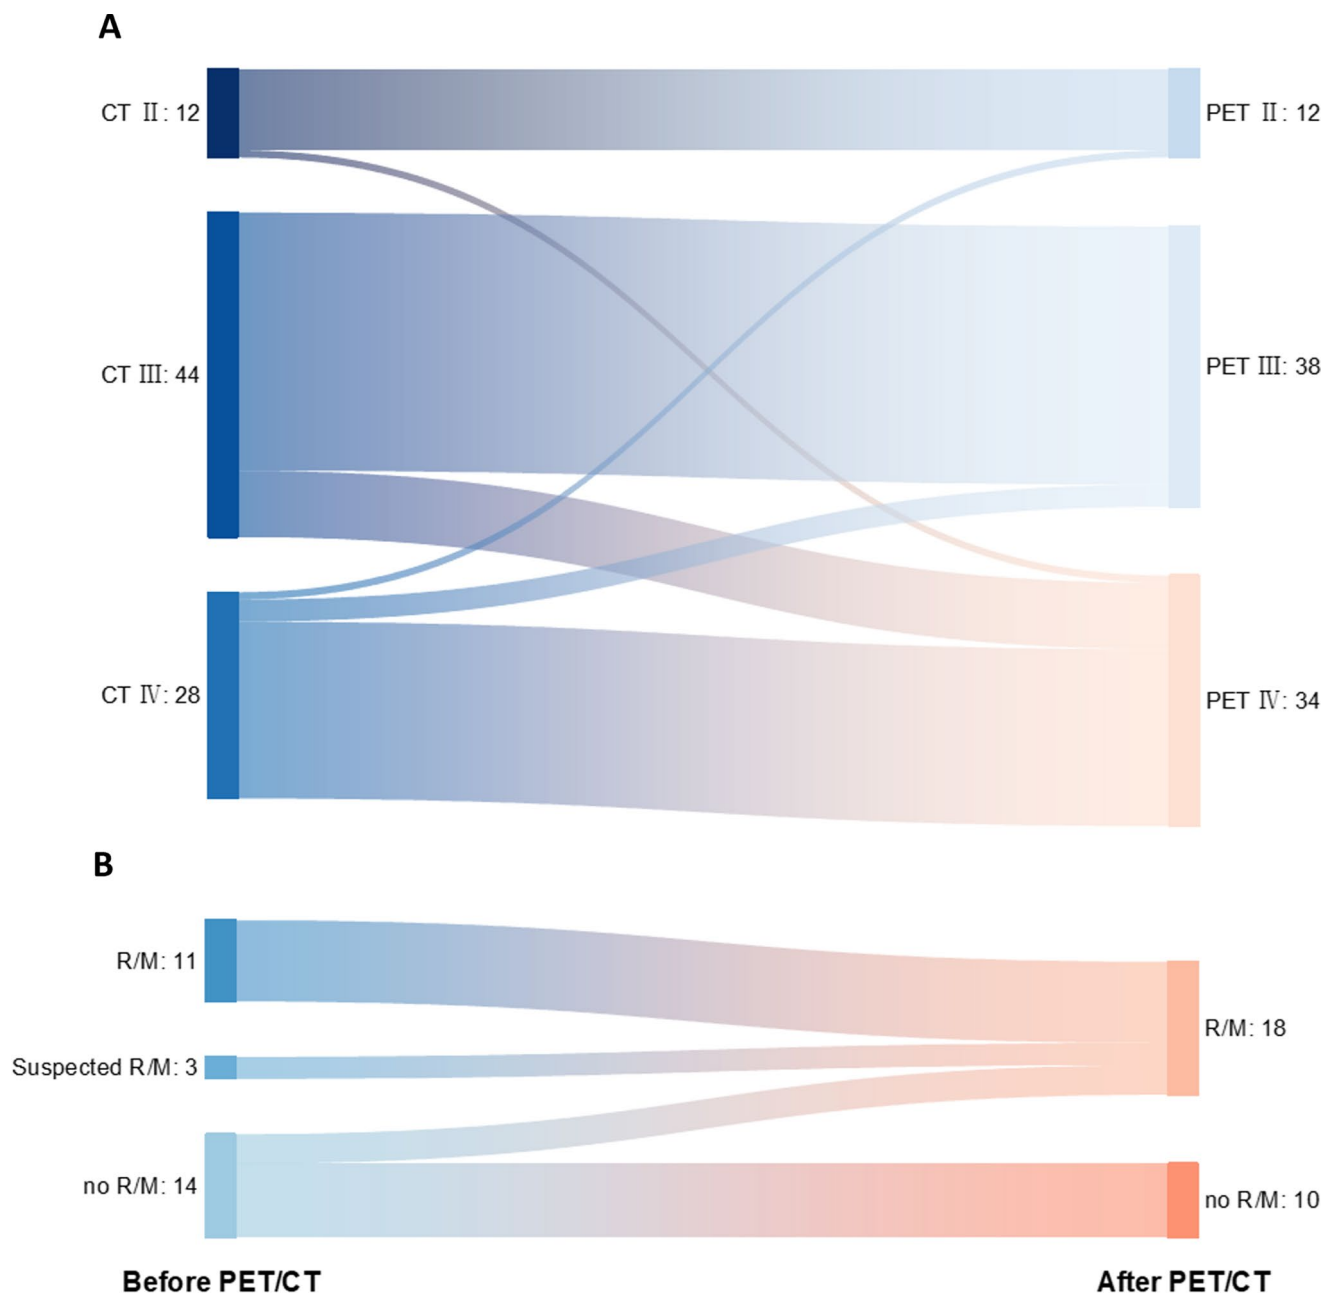 A
CT Ⅱ: 12
PET Ⅱ: 12
CT Ⅲ: 44
PET Ⅲ: 38
CT Ⅳ: 28
PET Ⅳ: 34
B
R/M: 11
R/M: 18
Suspected R/M: 3
no R/M: 14
no R/M: 10
Before PET/CT
After PET/CT